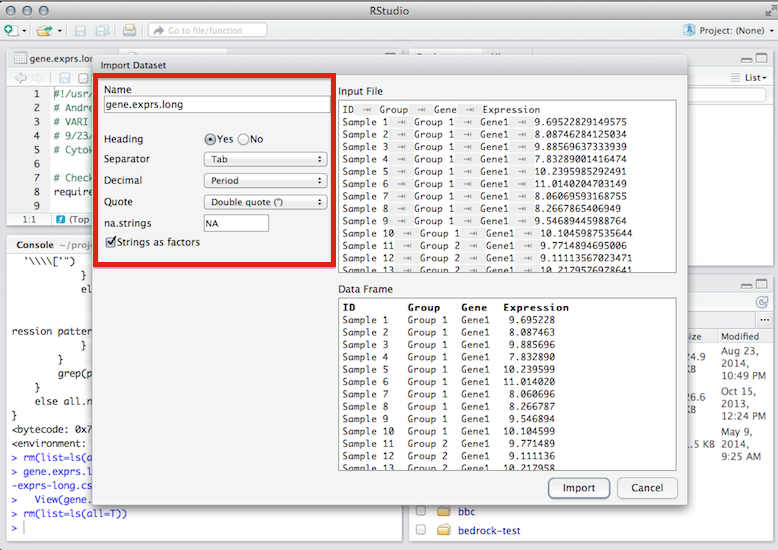 RStudio
Go to file/function
Project: (None)
gene.exprs.long
List
1 #!/usr/
2 # Andre
3 # VARI
4 # 9/23/
5 # Cytok
6
7 # Check
8 require
1:1
(Top
Import Dataset
Name
gene.exprs.long
Heading Yes No
Separator Tab
Decimal Period
Quote Double quote (")
na.strings NA
Strings as factors
Input File
ID Group Gene Expression
Sample 1 Group 1 Gene1 9.69522829149575
Sample 2 Group 1 Gene1 8.08746284125034
Sample 3 Group 1 Gene1 9.88569637333939
Sample 4 Group 1 Gene1 7.83289001416474
Sample 5 Group 1 Gene1 10.2395985292491
Sample 6 Group 1 Gene1 11.0140204703149
Sample 7 Group 1 Gene1 8.06069593168755
Sample 8 Group 1 Gene1 8.2667865406949
Sample 9 Group 1 Gene1 9.54689445988764
Sample 10 Group 1 Gene1 10.1045987535644
Sample 11 Group 2 Gene1 9.7714894695006
Sample 12 Group 2 Gene1 9.11113567023471
Sample 13 Group 2 Gene1 10.2179576978641
Data Frame
ID Group Gene Expression
Sample 1 Group 1 Gene1 9.695228
Sample 2 Group 1 Gene1 8.087463
Sample 3 Group 1 Gene1 9.885696
Sample 4 Group 1 Gene1 7.832890
Sample 5 Group 1 Gene1 10.239599
Sample 6 Group 1 Gene1 11.014020
Sample 7 Group 1 Gene1 8.060696
Sample 8 Group 1 Gene1 8.266787
Sample 9 Group 1 Gene1 9.546894
Sample 10 Group 1 Gene1 10.104599
Sample 11 Group 2 Gene1 9.771489
Sample 12 Group 2 Gene1 9.111136
Sample 13 Group 2 Gene1 10.217958
Import Cancel
Console ~/proj
'\\\\['")
}
else
ression patter
}
}
grep(p
}
else all.n
}
<bytecode: 0x7
<environment:
> rm(list=ls(a
> gene.exprs.l
-exprs-long.cs
> View(gene.
> rm(list=ls(all=T))
>
Size Modified
24.9 KB
Aug 23, 2014, 10:49 PM
26.6 KB
Oct 15, 2013, 12:24 PM
.5 KB
May 9, 2014, 9:25 AM
bbc
bedrock-test